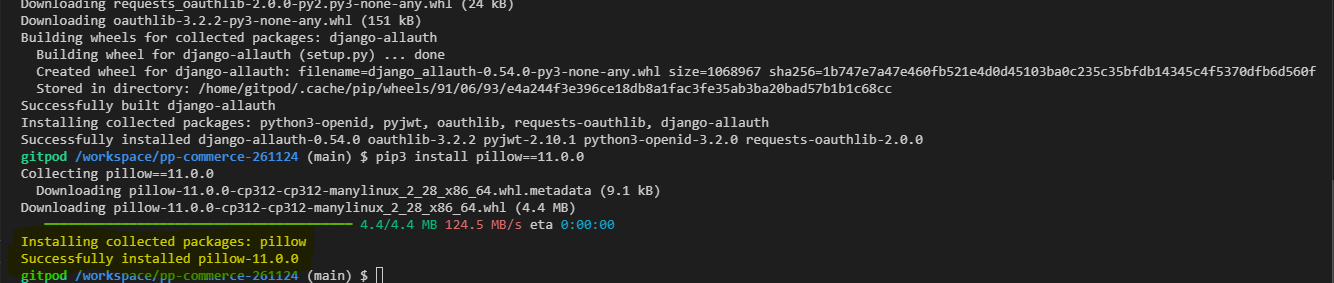 Downloading requests_oauthlib-2.0.0-py2.py3-none-any.whl (24 kB)
Downloading oauthlib-3.2.2-py3-none-any.whl (151 kB)
Building wheels for collected packages: django-allauth
  Building wheel for django-allauth (setup.py) ... done
  Created wheel for django-allauth: filename=django_allauth-0.54.0-py3-none-any.whl size=1068967 sha256=1b747e7a47e460fb521e4d0d45103ba0c235c35bfdb14345c4f5370dfb6d560f
  Stored in directory: /home/gitpod/.cache/pip/wheels/91/06/93/e4a244f3e396ce18db8a1fac3fe35ab3ba20bad57b1b1c68cc
Successfully built django-allauth
Installing collected packages: python3-openid, pyjwt, oauthlib, requests-oauthlib, django-allauth
Successfully installed django-allauth-0.54.0 oauthlib-3.2.2 pyjwt-2.10.1 python3-openid-3.2.0 requests-oauthlib-2.0.0
gitpod /workspace/pp-commerce-261124 (main) $ pip3 install pillow==11.0.0
Collecting pillow==11.0.0
  Downloading pillow-11.0.0-cp312-cp312-manylinux_2_28_x86_64.whl.metadata (9.1 kB)
Downloading pillow-11.0.0-cp312-cp312-manylinux_2_28_x86_64.whl (4.4 MB)
4.4/4.4 MB 124.5 MB/s eta 0:00:00
Installing collected packages: pillow
Successfully installed pillow-11.0.0
gitpod /workspace/pp-commerce-261124 (main) $